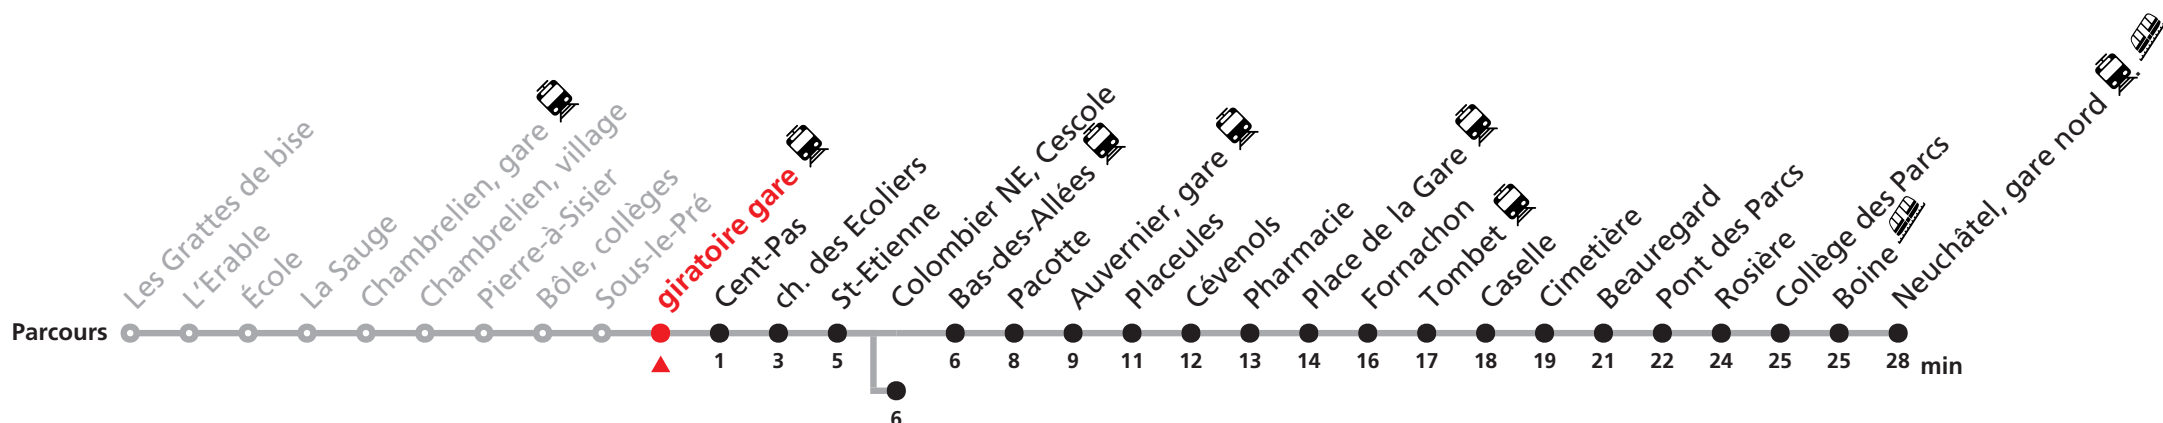 Les Grattes de bise
L'Erable
École
La Sauge
Chambrelien, gare
Chambrelien, village
Pierre-à-Sisier
Bôle, collèges
Sous-le-Pré
giratoire gare
Cent-Pas
ch. des Ecoliers
St-Etienne
Colombier NE, Cescole
Bas-des-Allées
Pacotte
Auvernier, gare
Placeules
Cévenols
Pharmacie
Place de la Gare
Fornachon
Tombet
Caselle
Cimetière
Beauregard
Pont des Parcs
Rosière
Collège des Parcs
Boine
Neuchâtel, gare nord
Parcours
1 3 5 6 8 9 11 12 13 14 16 17 18 19 21 22 24 25 25 28 min
6